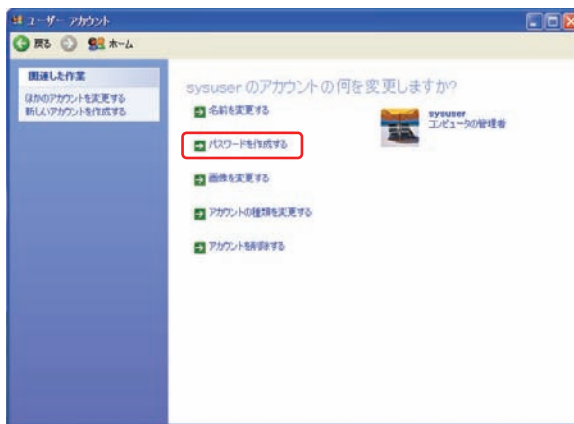 ユーザー アカウント
戻る
ホーム
関連した作業
ほかのアカウントを変更する
新しいアカウントを作成する
sysuser のアカウントの何を変更しますか?
名前を変更する
sysuser
コンピュータの管理者
パスワードを作成する
画像を変更する
アカウントの種類を変更する
アカウントを削除する